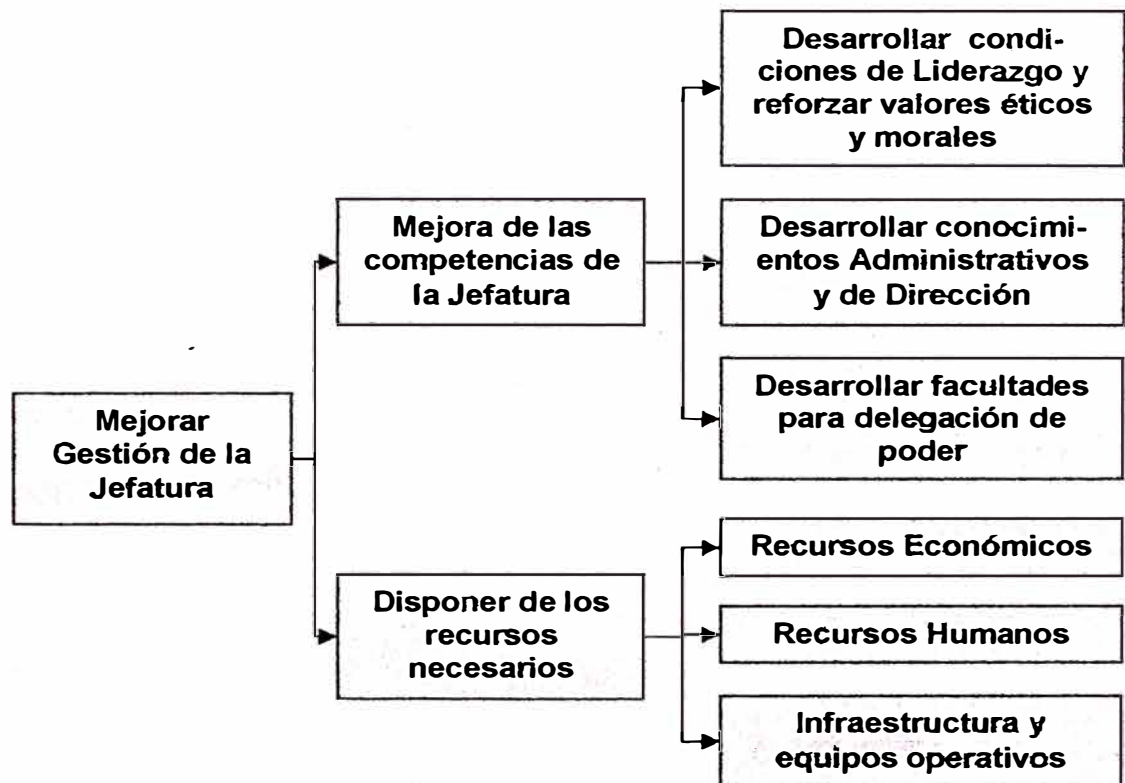 Desarrollar condi-
ciones de Liderazgo y
reforzar valores éticos
y morales
Mejora de las
competencias de
la Jefatura
Desarrollar conocimi-
entos Administrativos
y de Dirección
Desarrollar facultades
para delegación de
poder
Mejorar
Gestión de la
Jefatura
Recursos Económicos
Disponer de los
recursos
necesarios
Recursos Humanos
Infraestructura y
equipos operativos